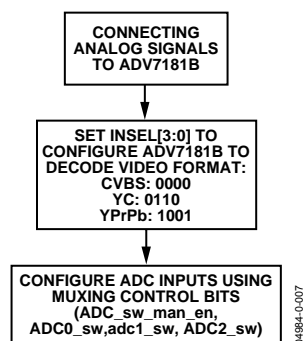 CONNECTING
ANALOG SIGNALS
TO ADV7181B
SET INSEL[3:0] TO
CONFIGURE ADV7181B TO
DECODE VIDEO FORMAT:
CVBS: 0000
YC: 0110
YPrPb: 1001
CONFIGURE ADC INPUTS USING
MUXING CONTROL BITS
(ADC_sw_man_en,
ADC0_sw,adc1_sw, ADC2_sw)
04984-0-007